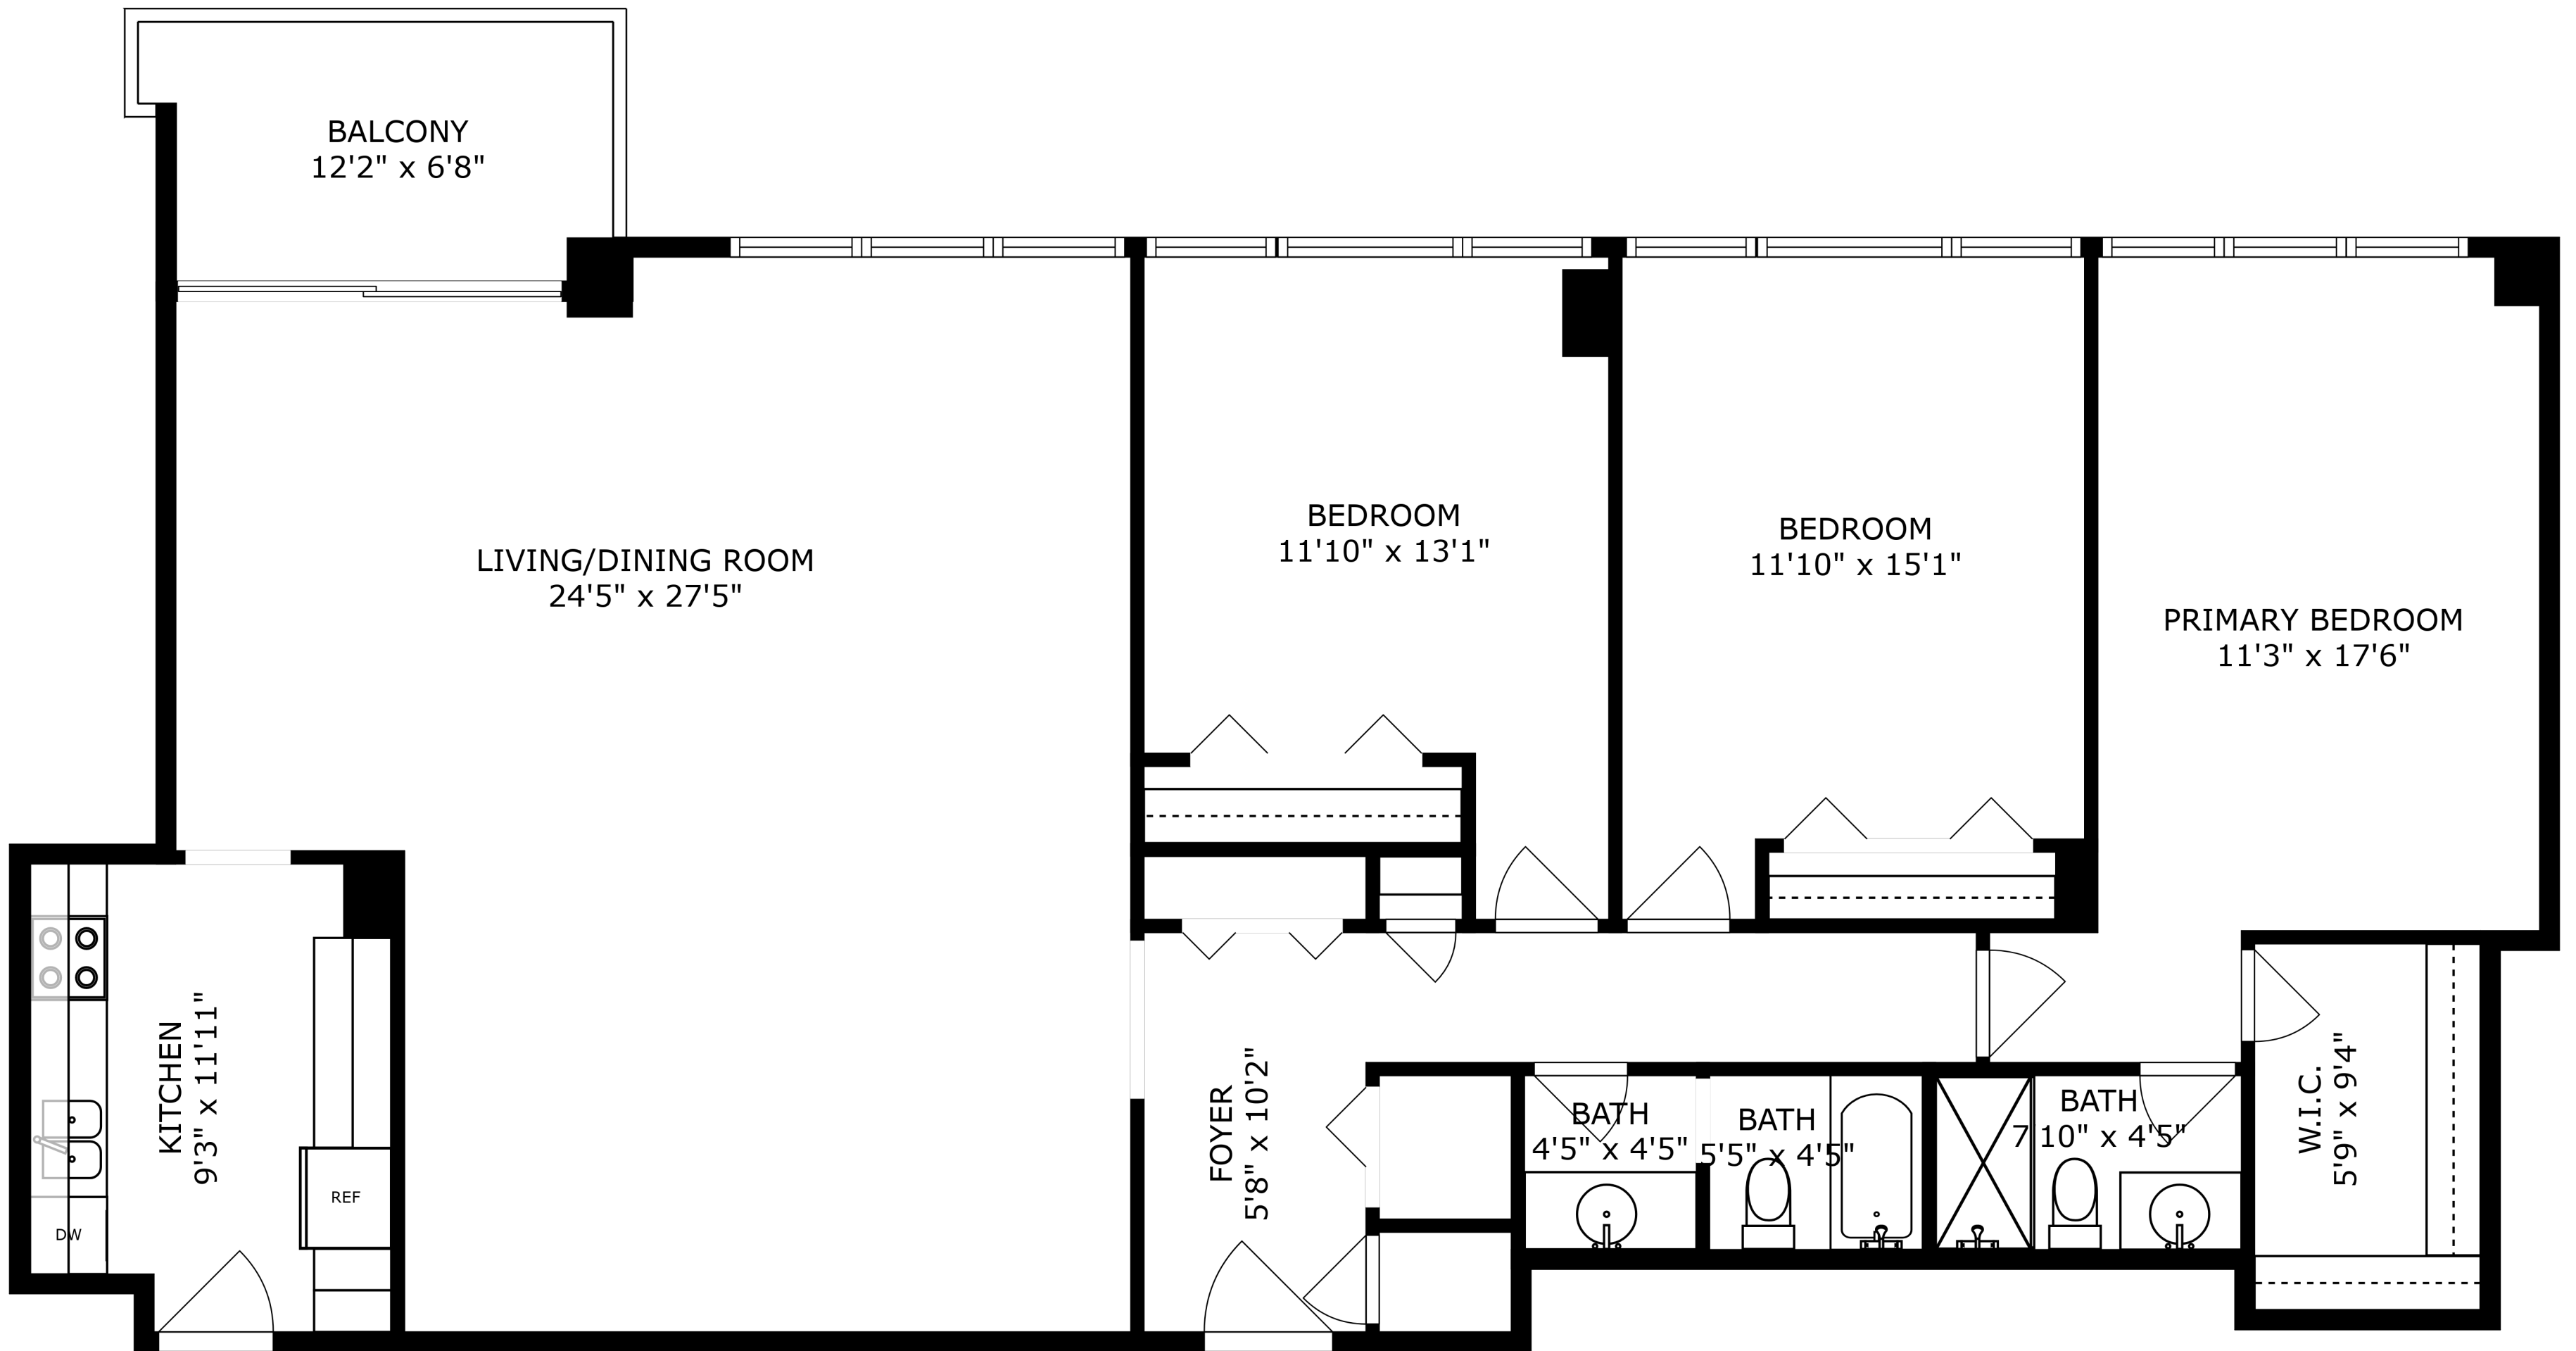 BALCONY
12'2" x 6'8"
LIVING/DINING ROOM
24'5" x 27'5"
BEDROOM
11'10" x 13'1"
BEDROOM
11'10" x 15'1"
PRIMARY BEDROOM
11'3" x 17'6"
KITCHEN
9'3" x 11'11"
REF
DW
FOYER
5'8" x 10'2"
BATH
4'5" x 4'5"
BATH
5'5" x 4'5"
BATH
7'10" x 4'5"
W.I.C.
5'9" x 9'4"